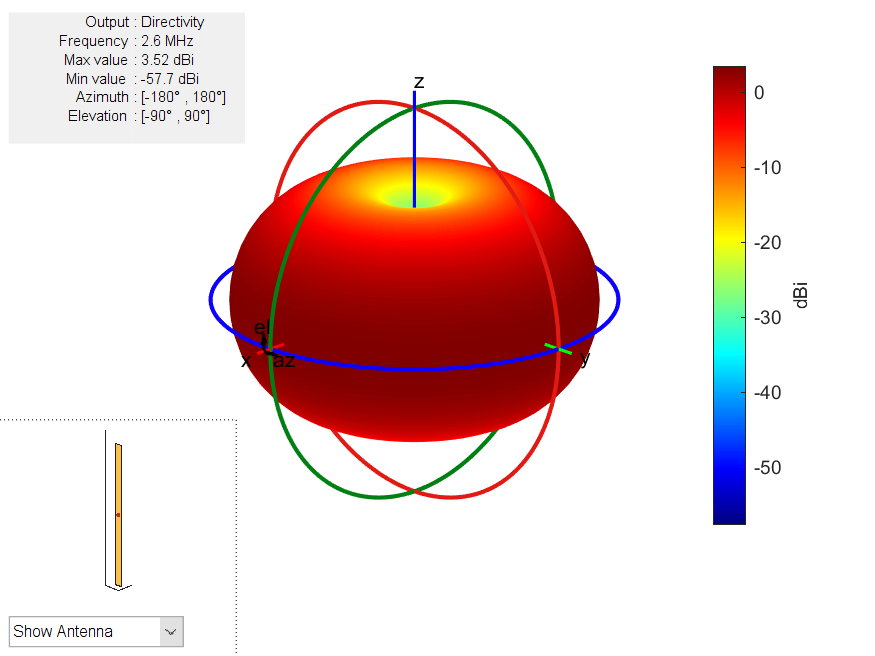 Output : Directivity
Frequency : 2.6 MHz
Max value : 3.52 dBi
Min value : -57.7 dBi
Azimuth : [-180° , 180°]
Elevation : [-90° , 90°]
z
el
x
az
y
0
-10
-20
-30
-40
-50
dBi
Show Antenna